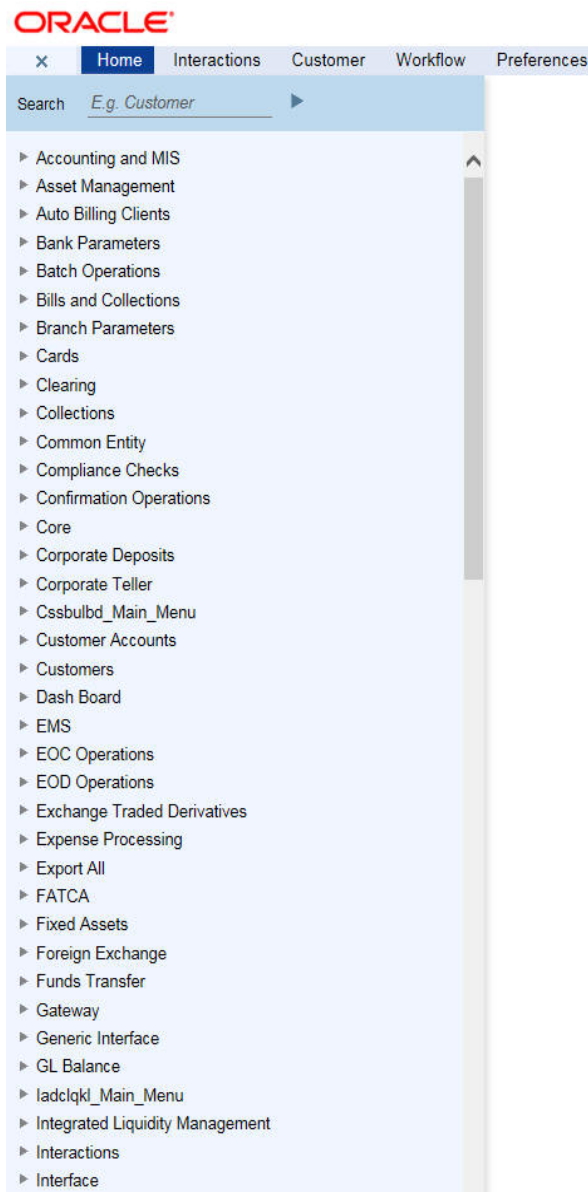 ORACLE®
× Home Interactions Customer Workflow Preferences
Search E.g. Customer
Accounting and MIS
Asset Management
Auto Billing Clients
Bank Parameters
Batch Operations
Bills and Collections
Branch Parameters
Cards
Clearing
Collections
Common Entity
Compliance Checks
Confirmation Operations
Core
Corporate Deposits
Corporate Teller
Cssbulbd_Main_Menu
Customer Accounts
Customers
Dash Board
EMS
EOC Operations
EOD Operations
Exchange Traded Derivatives
Expense Processing
Export All
FATCA
Fixed Assets
Foreign Exchange
Funds Transfer
Gateway
Generic Interface
GL Balance
Iadclqkl_Main_Menu
Integrated Liquidity Management
Interactions
Interface